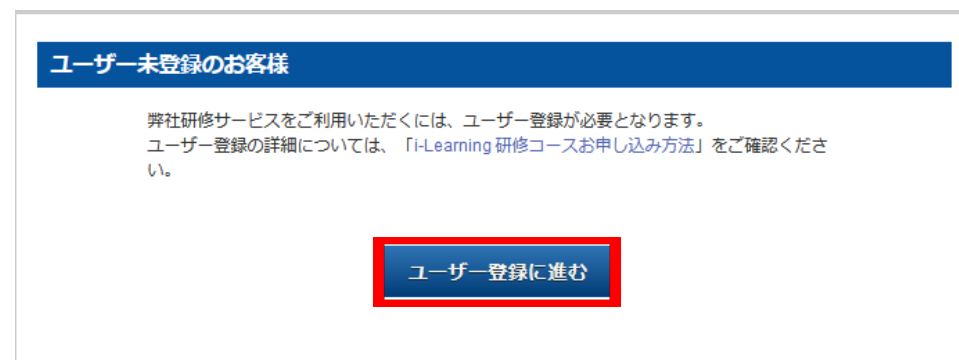 ユーザー未登録のお客様
弊社研修サービスをご利用いただくには、ユーザー登録が必要となります。
ユーザー登録の詳細については、「i-Learning 研修コースお申し込み方法」をご確認くださ
い。
ユーザー登録に進む